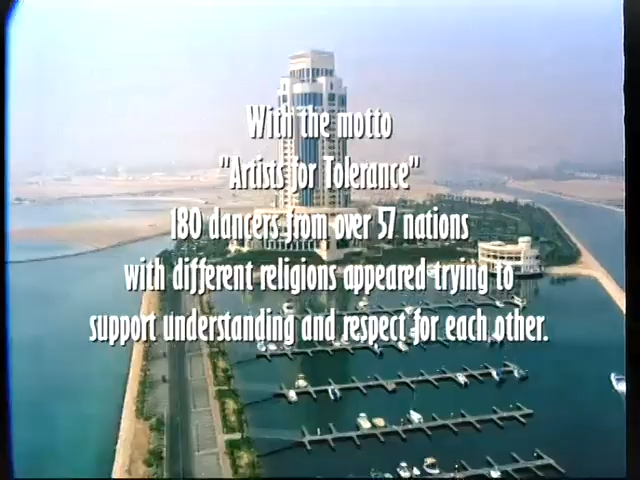 With the motto
"Artists for Tolerance"
180 dancers from over 57 nations
with different religions appeared trying to
support understanding and respect for each other.